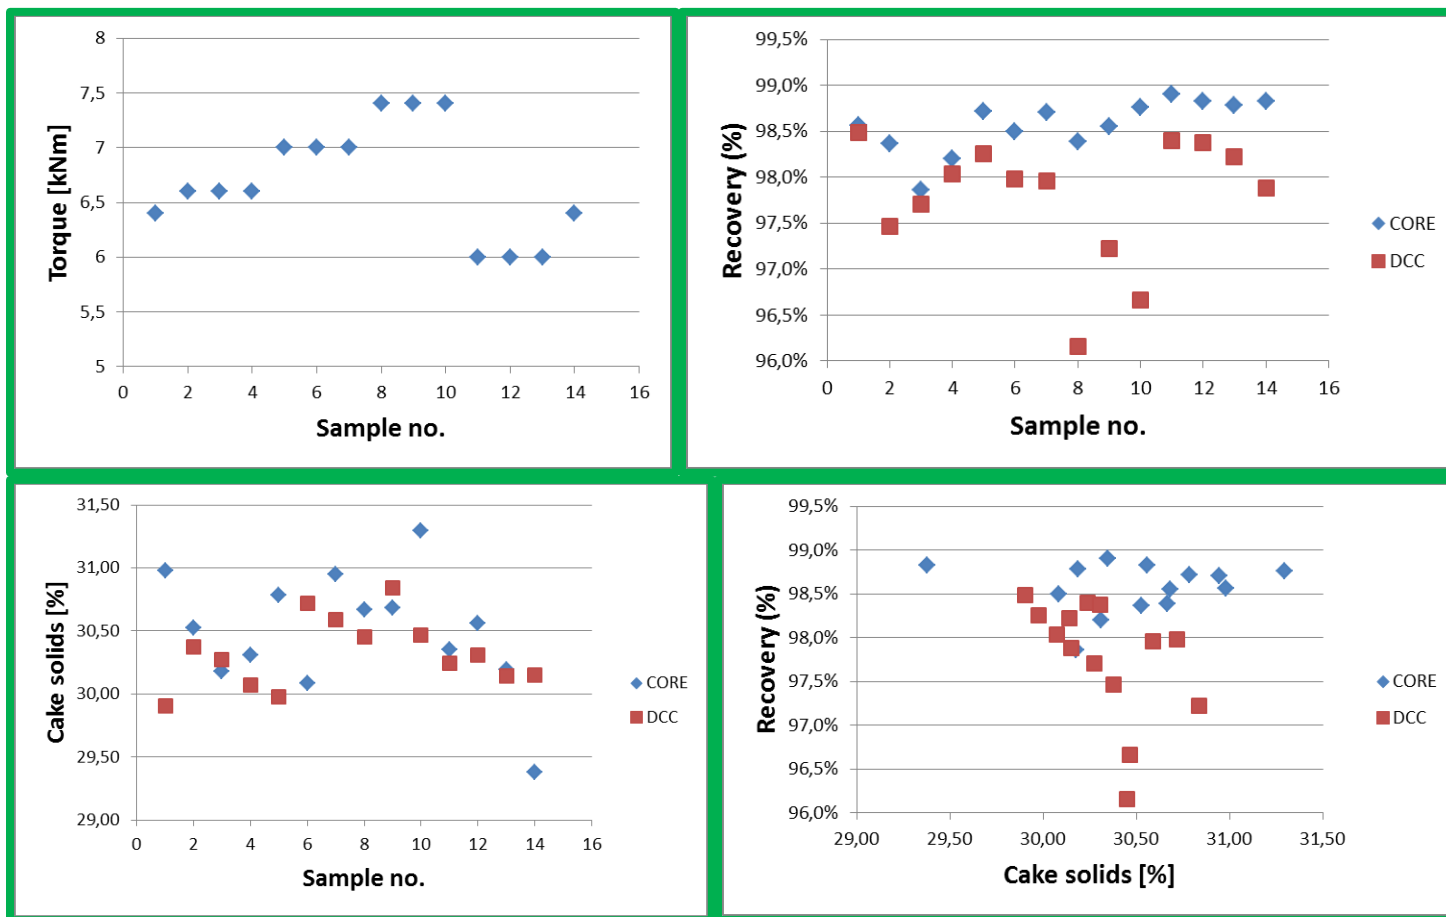 8
7,5
7
6,5
6
5,5
5
Torque [kNm]
0 2 4 6 8 10 12 14 16
Sample no.
99,5%
99,0%
98,5%
98,0%
97,5%
97,0%
96,5%
96,0%
Recovery (%)
0 2 4 6 8 10 12 14 16
Sample no.
CORE
DCC
31,50
31,00
30,50
30,00
29,50
29,00
Cake solids [%]
0 2 4 6 8 10 12 14 16
Sample no.
CORE
DCC
99,5%
99,0%
98,5%
98,0%
97,5%
97,0%
96,5%
96,0%
Recovery (%)
29,00 29,50 30,00 30,50 31,00 31,50
Cake solids [%]
CORE
DCC